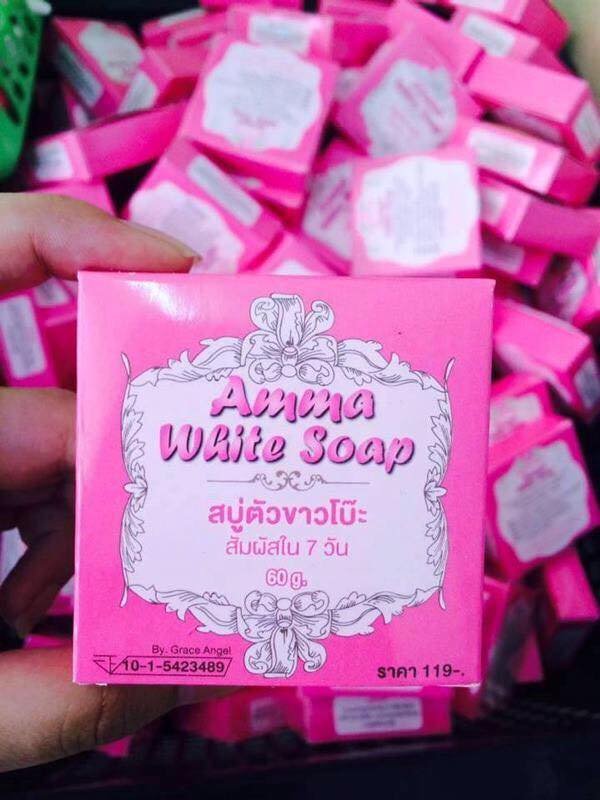 Amma
White Soap
สบู่ตัวขาวโบ๊ะ
สัมผัสใน 7 วัน
60 g.
By. Grace Angel
10-1-5423489
ราคา 119-.